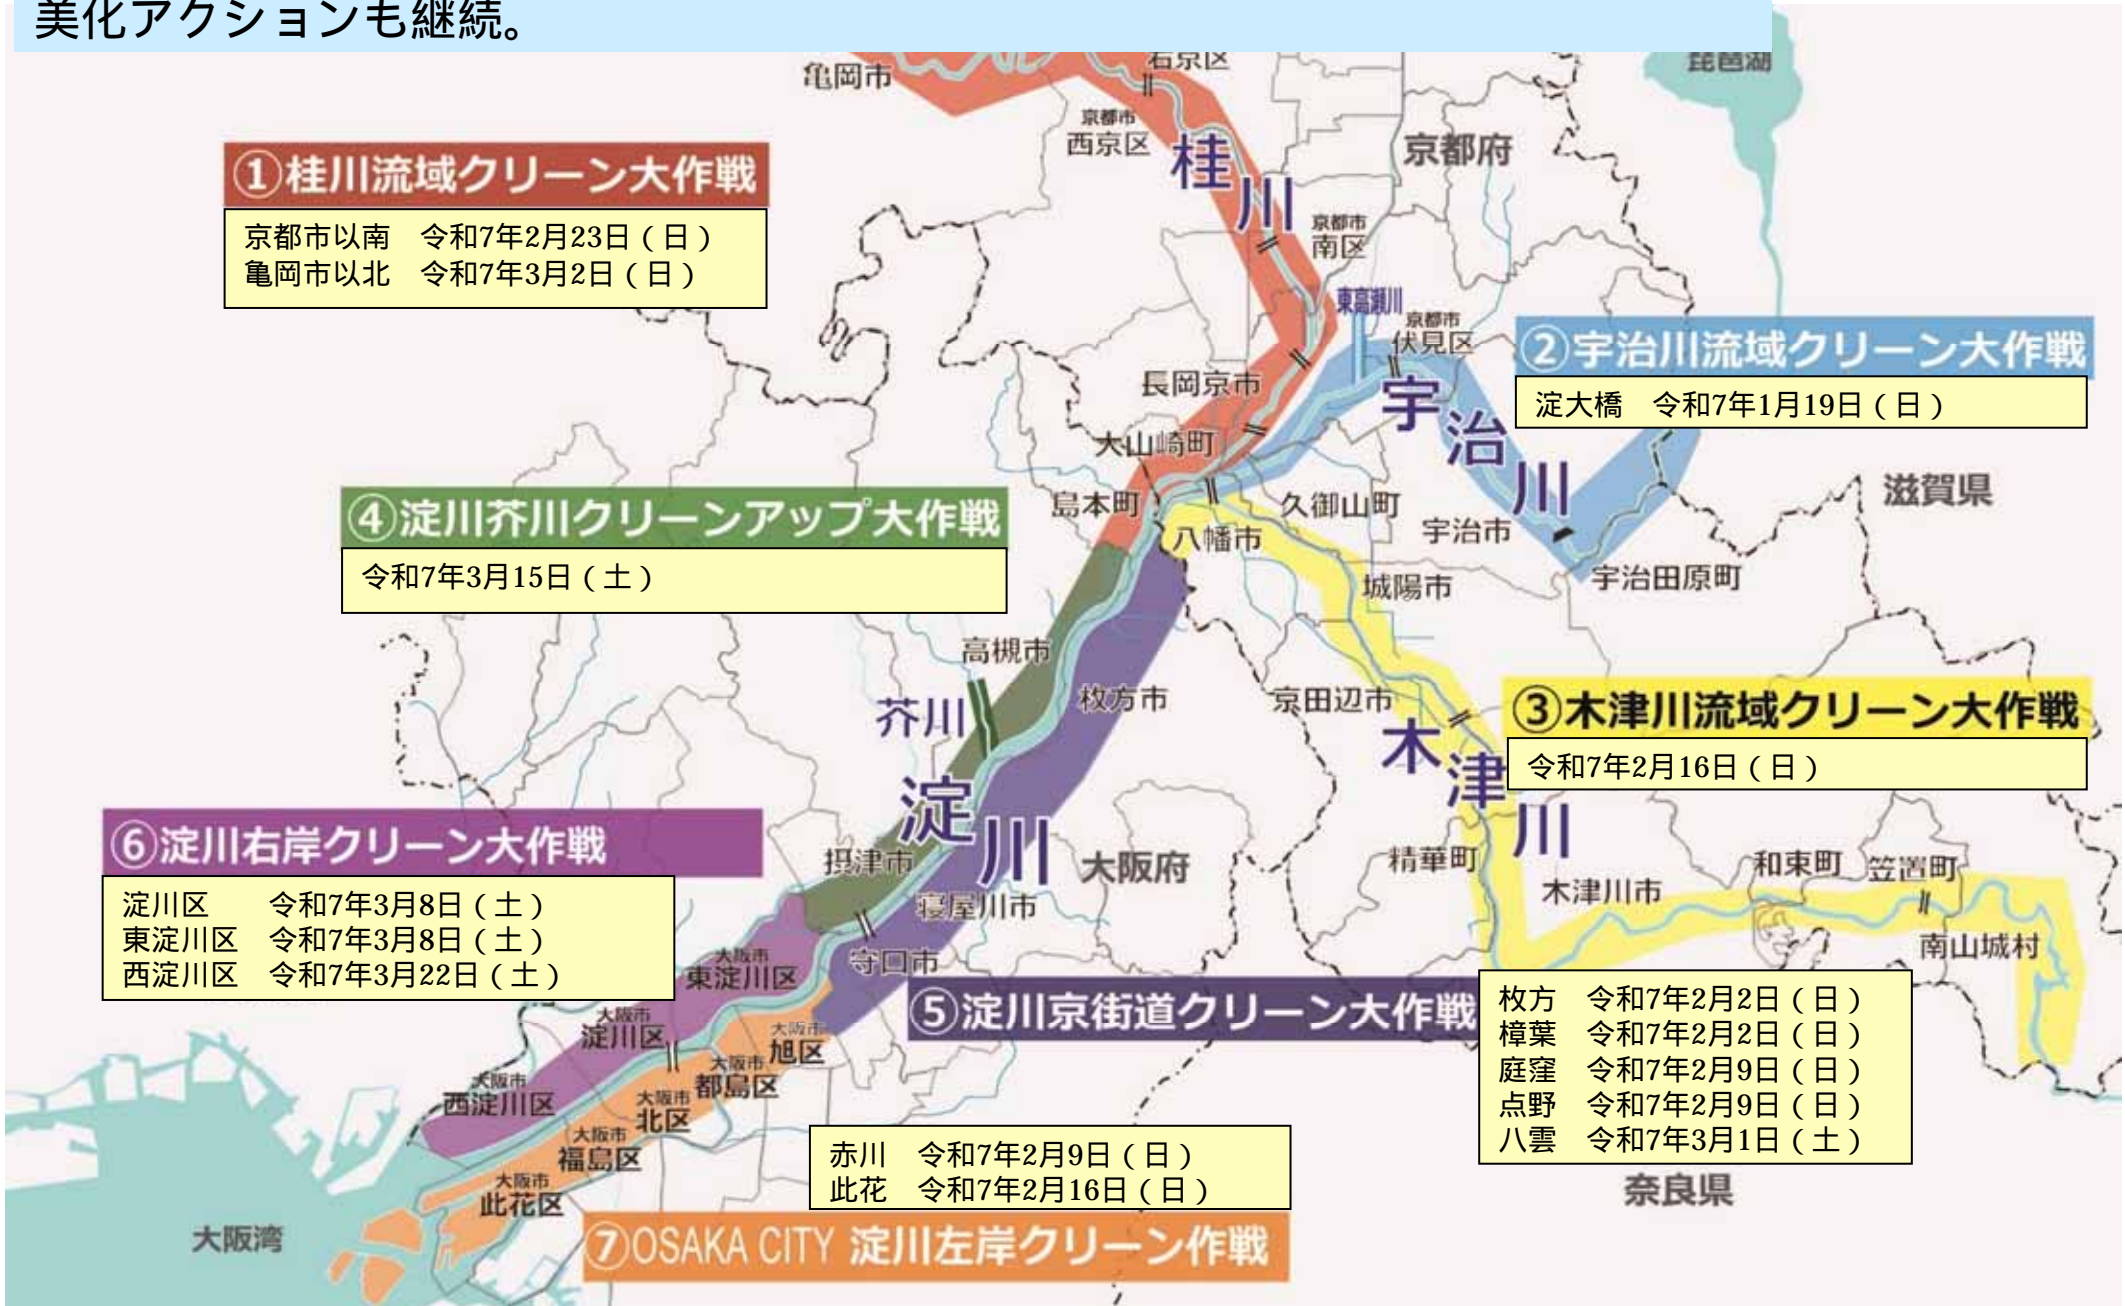 美化アクションも継続。
亀岡市
右京区
琵琶湖
京都市
西京区
京都府
桂川
①桂川流域クリーン大作戦
京都市以南　令和7年2月23日（日）
亀岡市以北　令和7年3月2日（日）
京都市
南区
東高瀬川
京都市
伏見区
②宇治川流域クリーン大作戦
淀大橋　令和7年1月19日（日）
長岡京市
宇治川
大山崎町
島本町
久御山町
宇治市
滋賀県
八幡市
④淀川芥川クリーンアップ大作戦
令和7年3月15日（土）
城陽市
宇治田原町
高槻市
枚方市
京田辺市
芥川
木津川
③木津川流域クリーン大作戦
令和7年2月16日（日）
淀川
⑥淀川右岸クリーン大作戦
淀川区　　令和7年3月8日（土）
東淀川区　令和7年3月8日（土）
西淀川区　令和7年3月22日（土）
摂津市
大阪府
精華町
木津川市
和束町
笠置町
寝屋川市
南山城村
守口市
大阪市
東淀川区
⑤淀川京街道クリーン大作戦
枚方　令和7年2月2日（日）
樟葉　令和7年2月2日（日）
庭窪　令和7年2月9日（日）
点野　令和7年2月9日（日）
八雲　令和7年3月1日（土）
大阪市
淀川区
大阪市
旭区
大阪市
都島区
大阪市
西淀川区
大阪市
北区
大阪市
福島区
大阪市
此花区
赤川　令和7年2月9日（日）
此花　令和7年2月16日（日）
奈良県
大阪湾
⑦OSAKA CITY 淀川左岸クリーン作戦